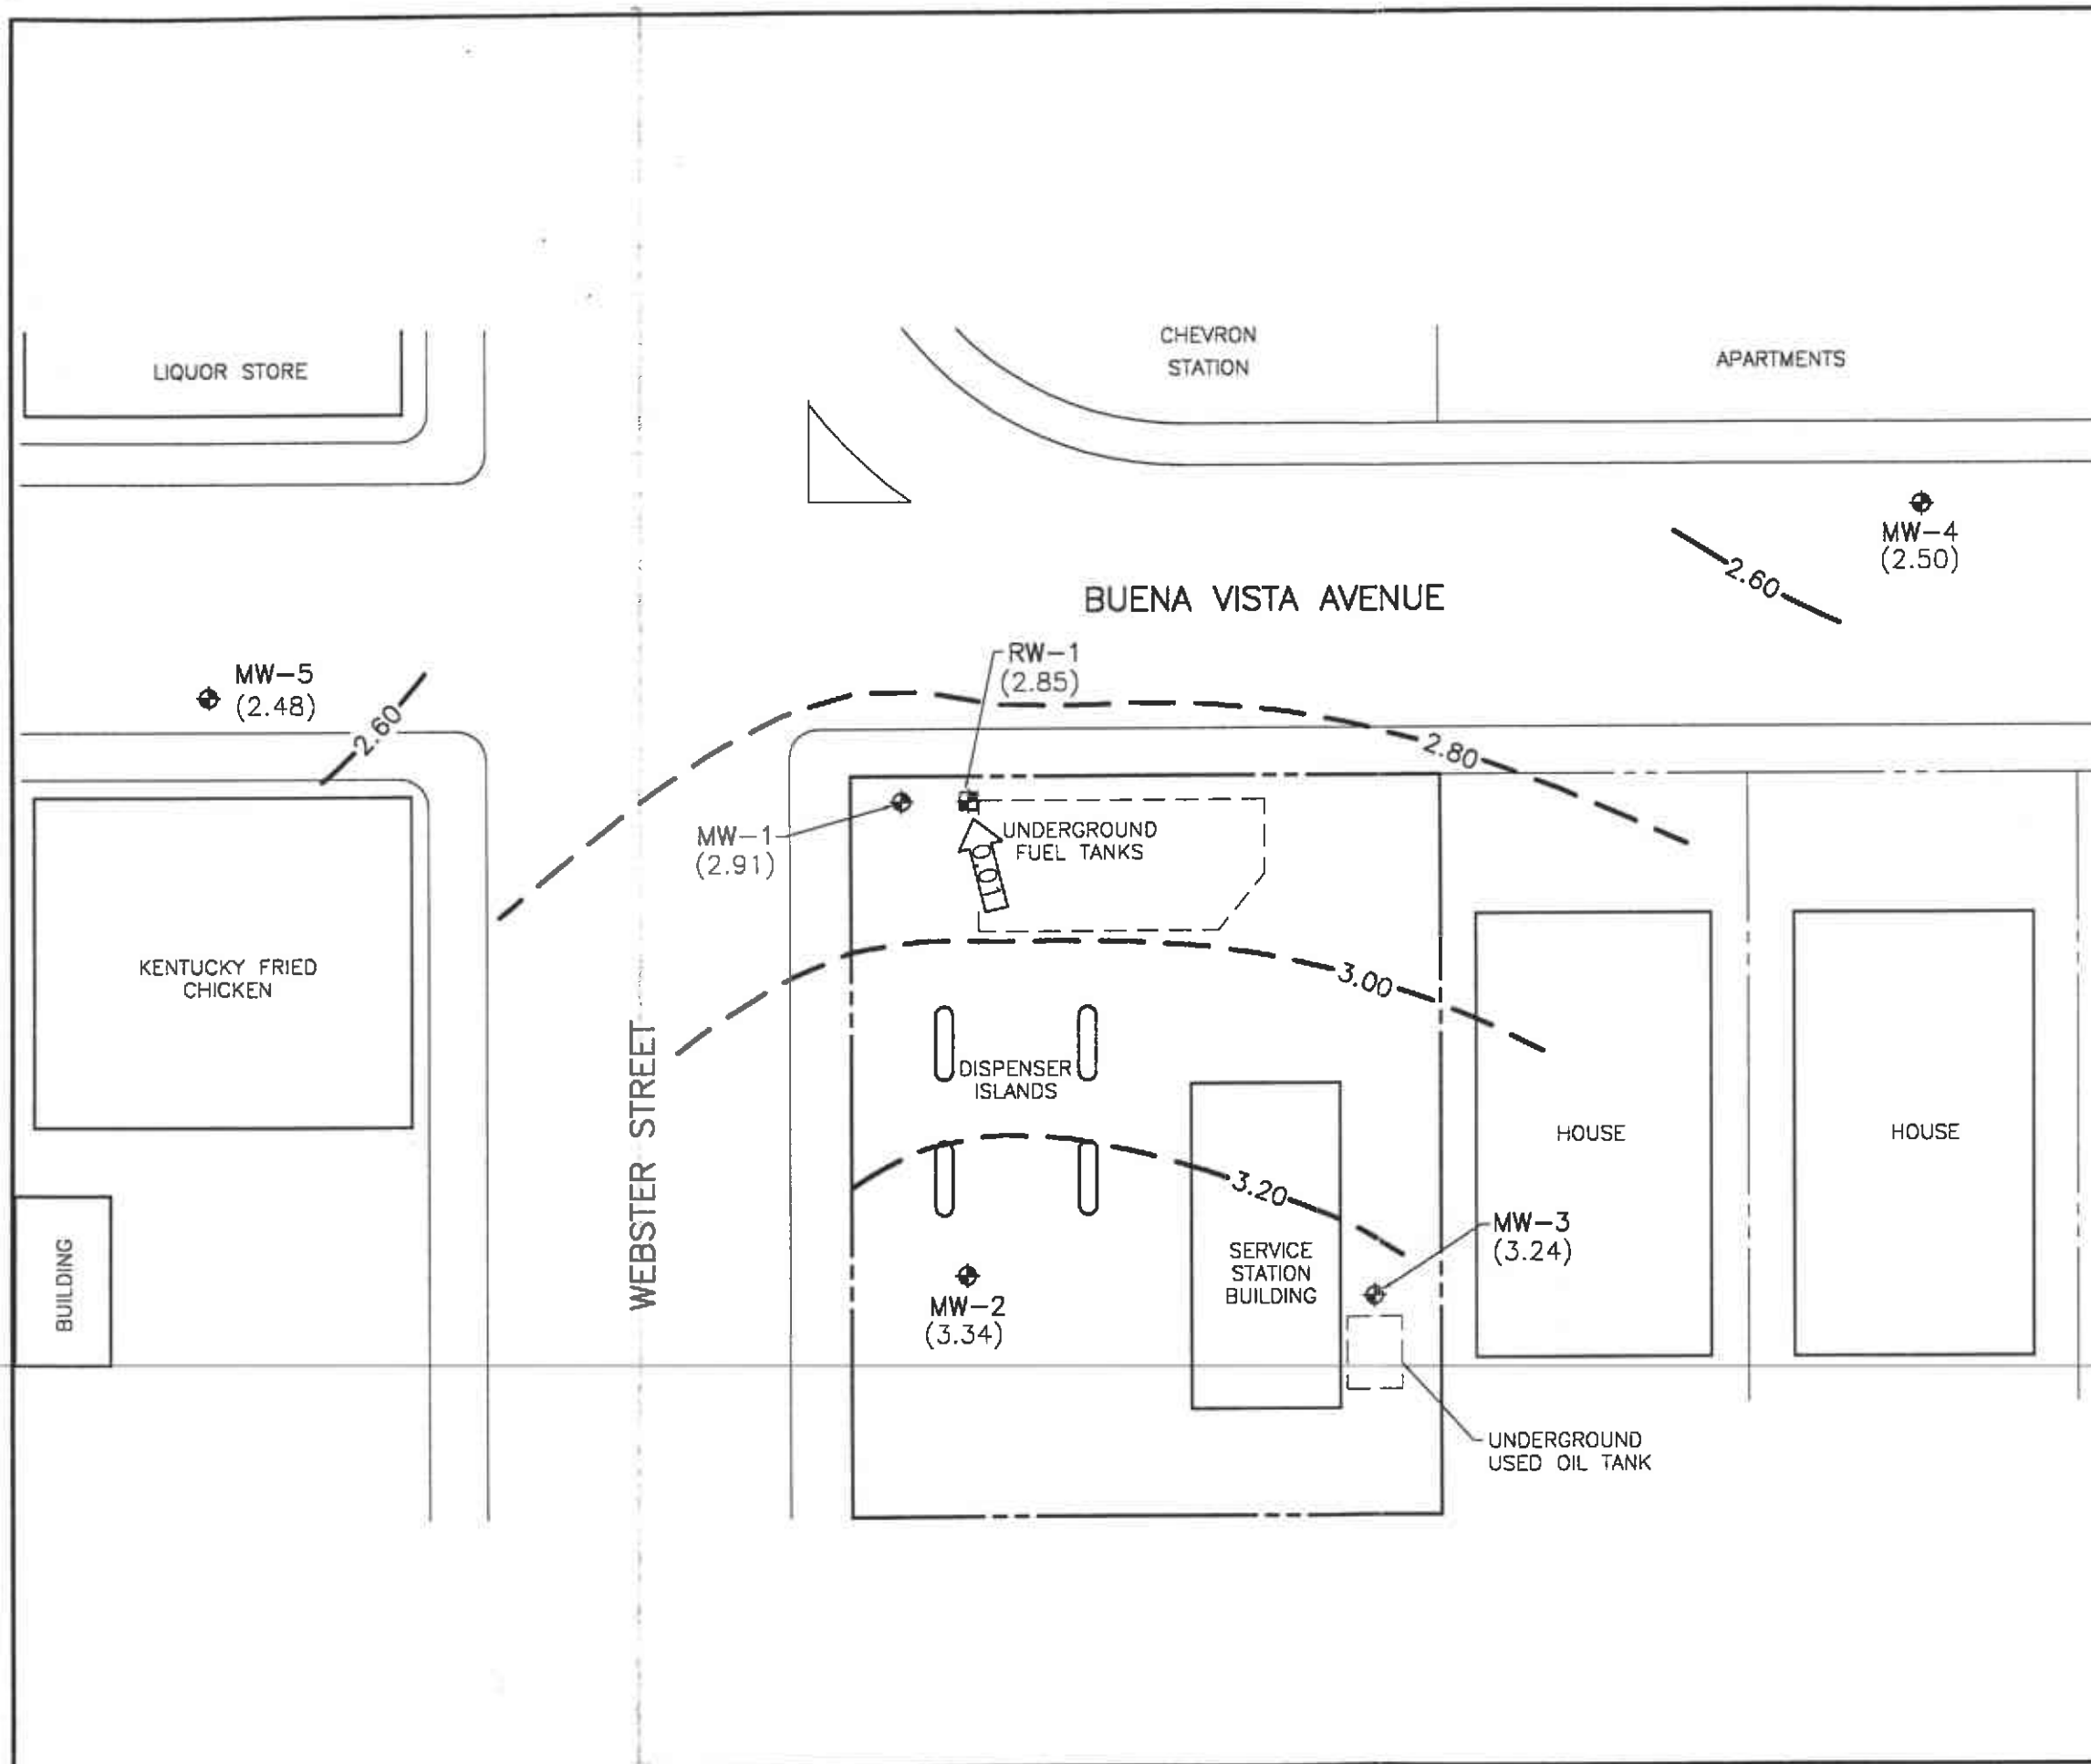 CHEVRON
STATION
LIQUOR STORE
APARTMENTS
MW-4
(2.50)
2.60
BUENA VISTA AVENUE
RW-1
(2.85)
MW-5
(2.48)
2.60
2.80
MW-1
(2.91)
UNDERGROUND
FUEL TANKS
0.01
KENTUCKY FRIED
CHICKEN
3.00
DISPENSER
ISLANDS
WEBSTER STREET
HOUSE
HOUSE
3.20
MW-3
(3.24)
SERVICE
STATION
BUILDING
BUILDING
MW-2
(3.34)
UNDERGROUND
USED OIL TANK